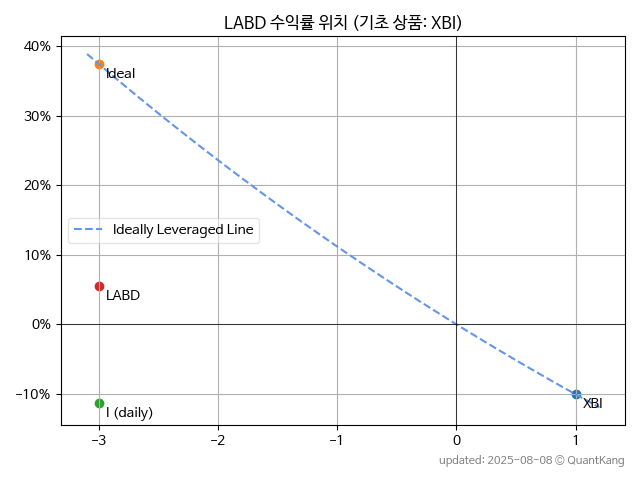 LABD 수익률 위치 (기초 상품: XBI)
40%
30%
20%
10%
0%
−10%
Ideal
Ideally Leveraged Line
LABD
I (daily)
XBI
−3
−2
−1
0
1
updated: 2025-08-08 © QuantKang